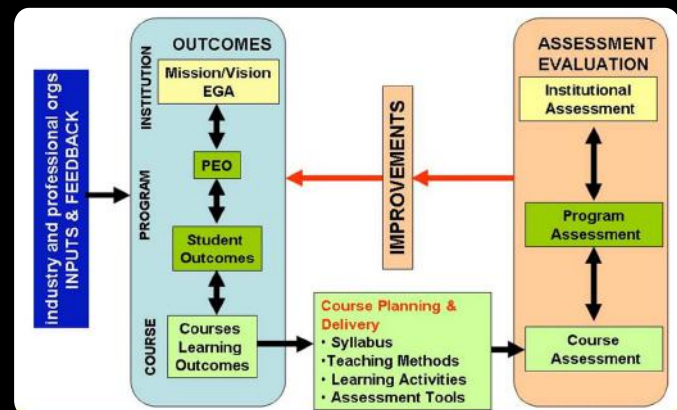 industry and professional orgs
INPUTS & FEEDBACK
OUTCOMES
INSTITUTION
Mission/Vision
EGA
PROGRAM
PEO
Student
Outcomes
COURSE
Courses
Learning
Outcomes
Course Planning &
Delivery
• Syllabus
•Teaching Methods
• Learning Activities
• Assessment Tools
IMPROVEMENTS
ASSESSMENT
EVALUATION
Institutional
Assessment
Program
Assessment
Course
Assessment